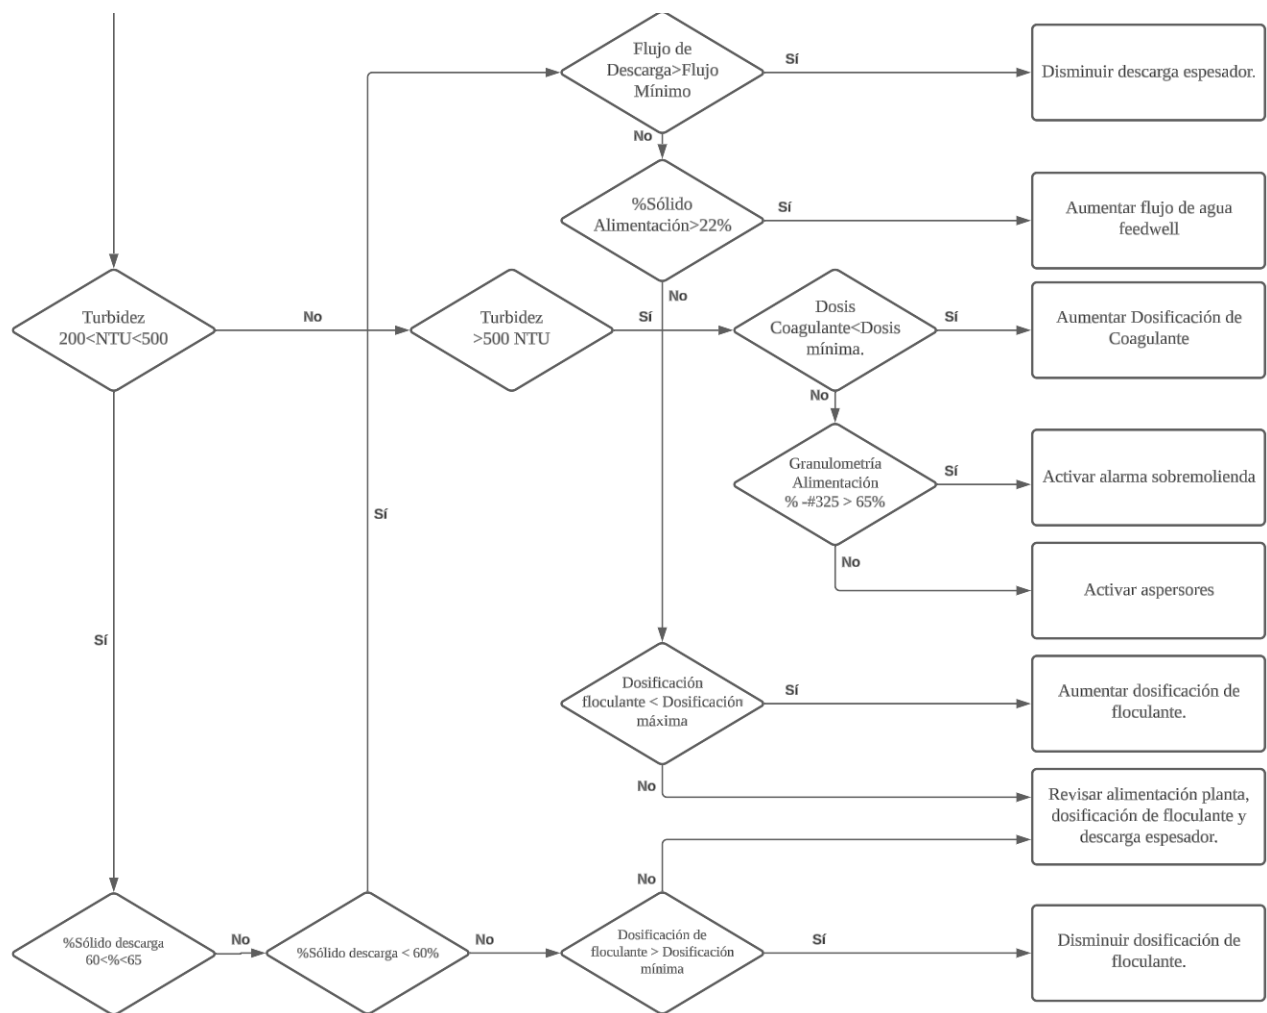 Flujo de
Descarga>Flujo
Mínimo
Sí
Disminuir descarga espesador.
No
%Sólido
Alimentación>22%
Sí
Aumentar flujo de agua
feedwell
No
Turbidez
200<NTU<500
No
Turbidez
>500 NTU
Sí
Dosis
Coagulante<Dosis
mínima.
Sí
Aumentar Dosificación de
Coagulante
No
Granulometría
Alimentación
% -#325 > 65%
Sí
Activar alarma sobremolienda
Sí
No
Activar aspersores
Sí
Dosificación
floculante < Dosificación
máxima
Sí
Aumentar dosificación de
floculante.
No
Revisar alimentación planta,
dosificación de floculante y
descarga espesador.
No
%Sólido descarga
60<%<65
No
%Sólido descarga < 60%
No
Dosificación de
floculante > Dosificación
mínima
Sí
Disminuir dosificación de
floculante.